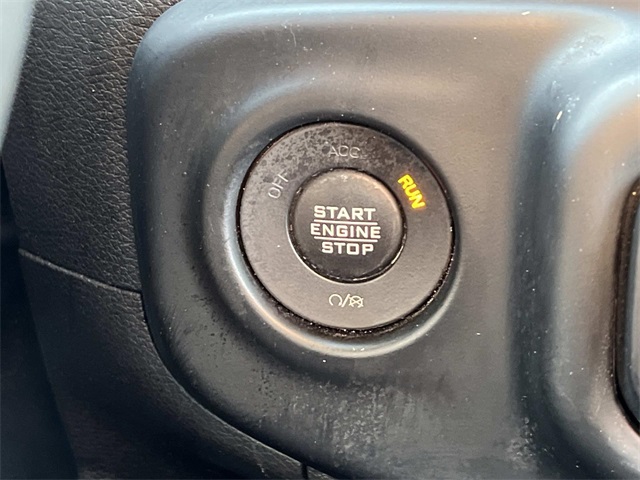 OFF
ACC
RUN
START
ENGINE
STOP